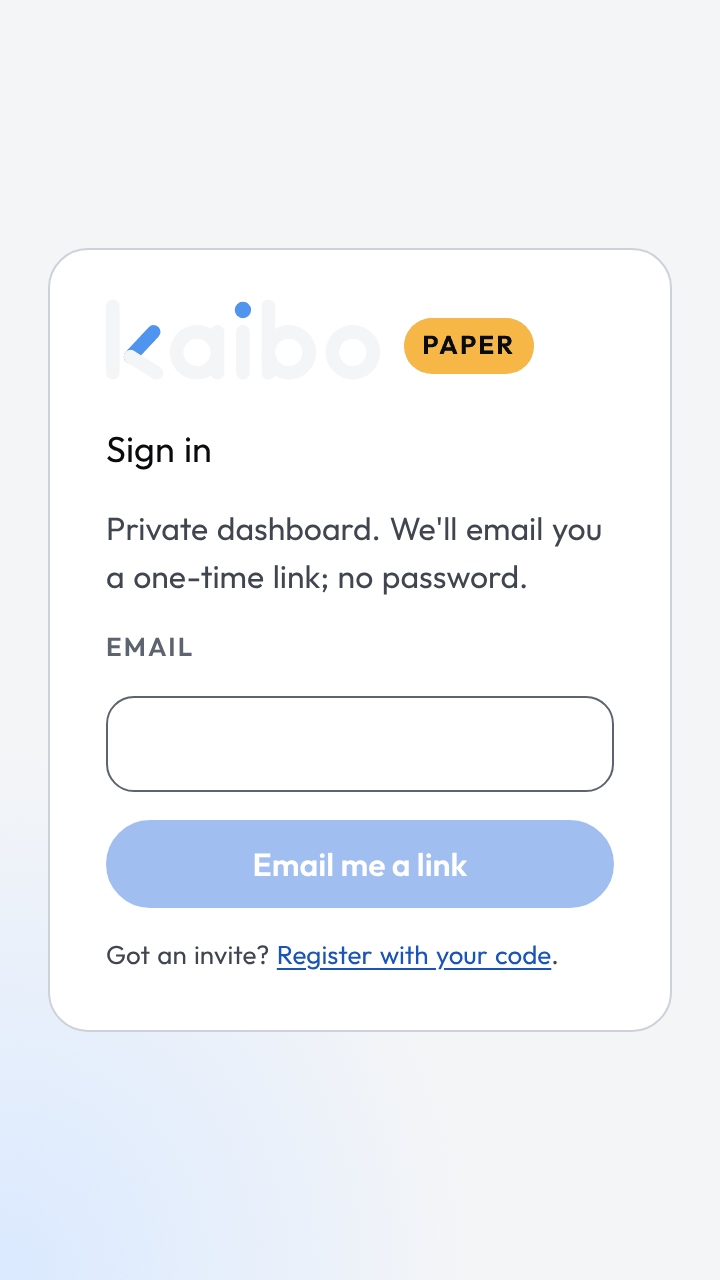 kaibo PAPER
Sign in
Private dashboard. We'll email you
a one-time link; no password.
EMAIL
Email me a link
Got an invite? Register with your code.